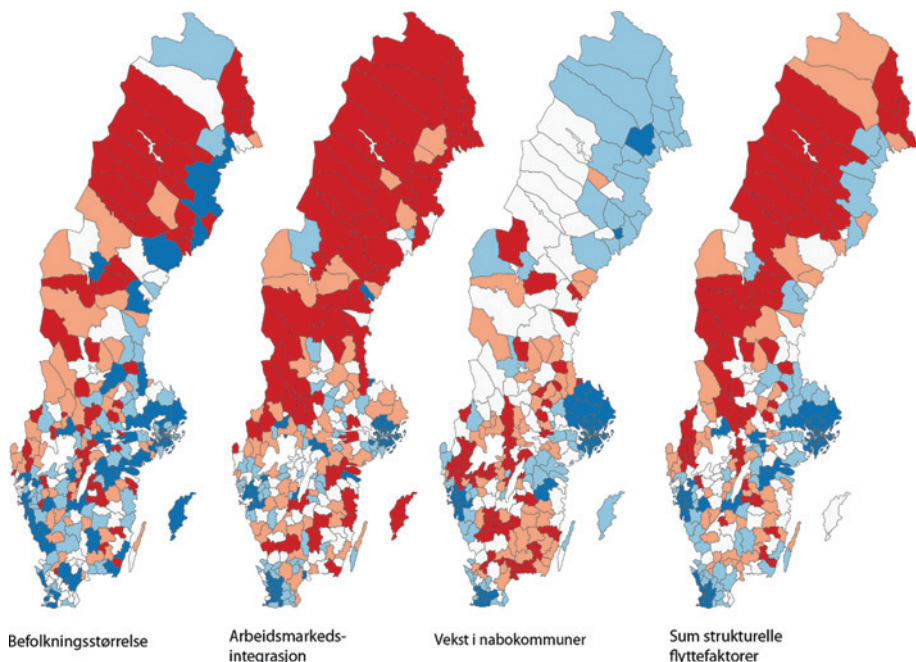 Befolkningsstørrelse
Arbeidsmarkeds-
integrasjon
Vekst i nabokommuner
Sum strukturelle
flyttefaktorer